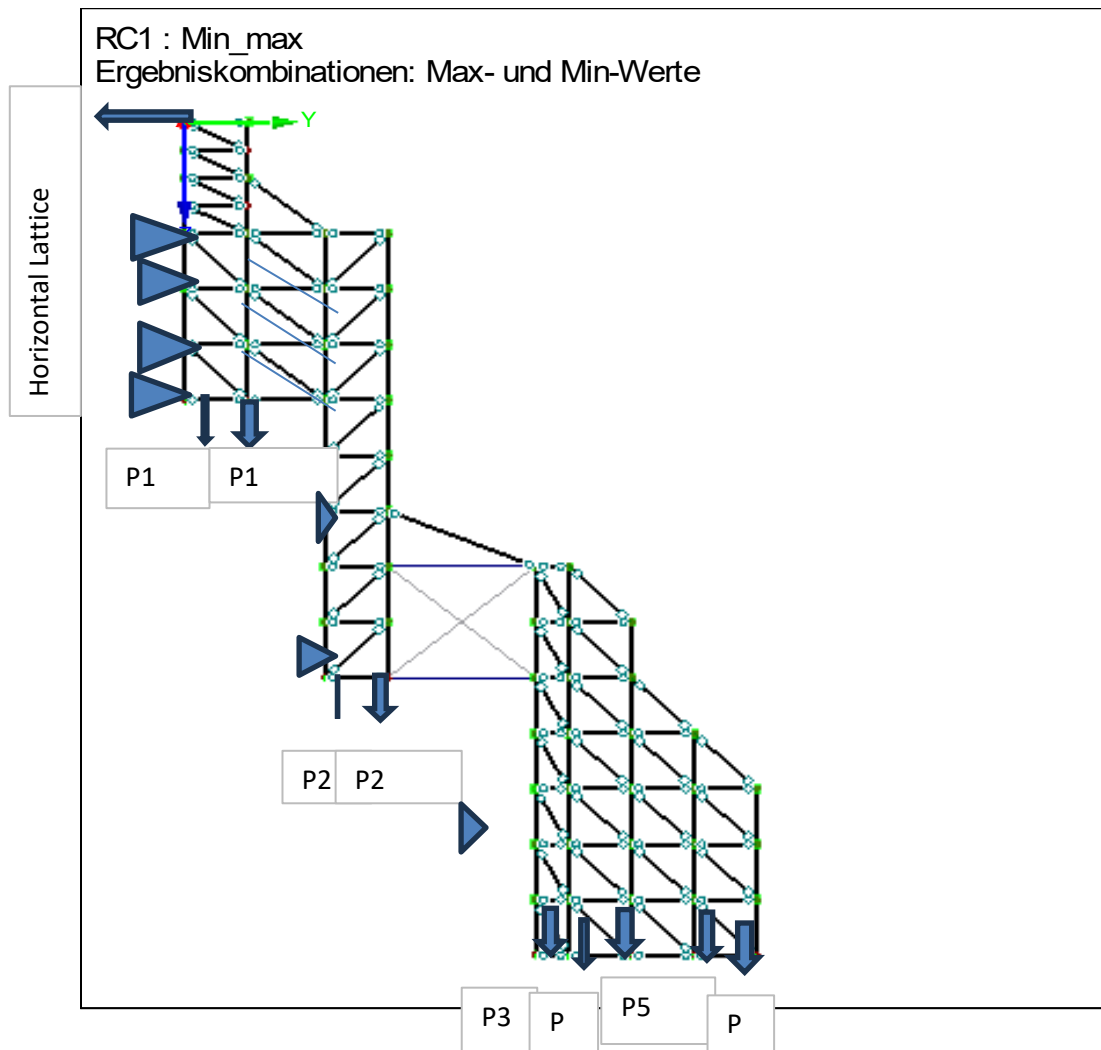 RC1 : Min_max
Ergebniskombinationen: Max- und Min-Werte
Horizontal Lattice
Y
P1
P1
P2
P2
P3
P
P5
P